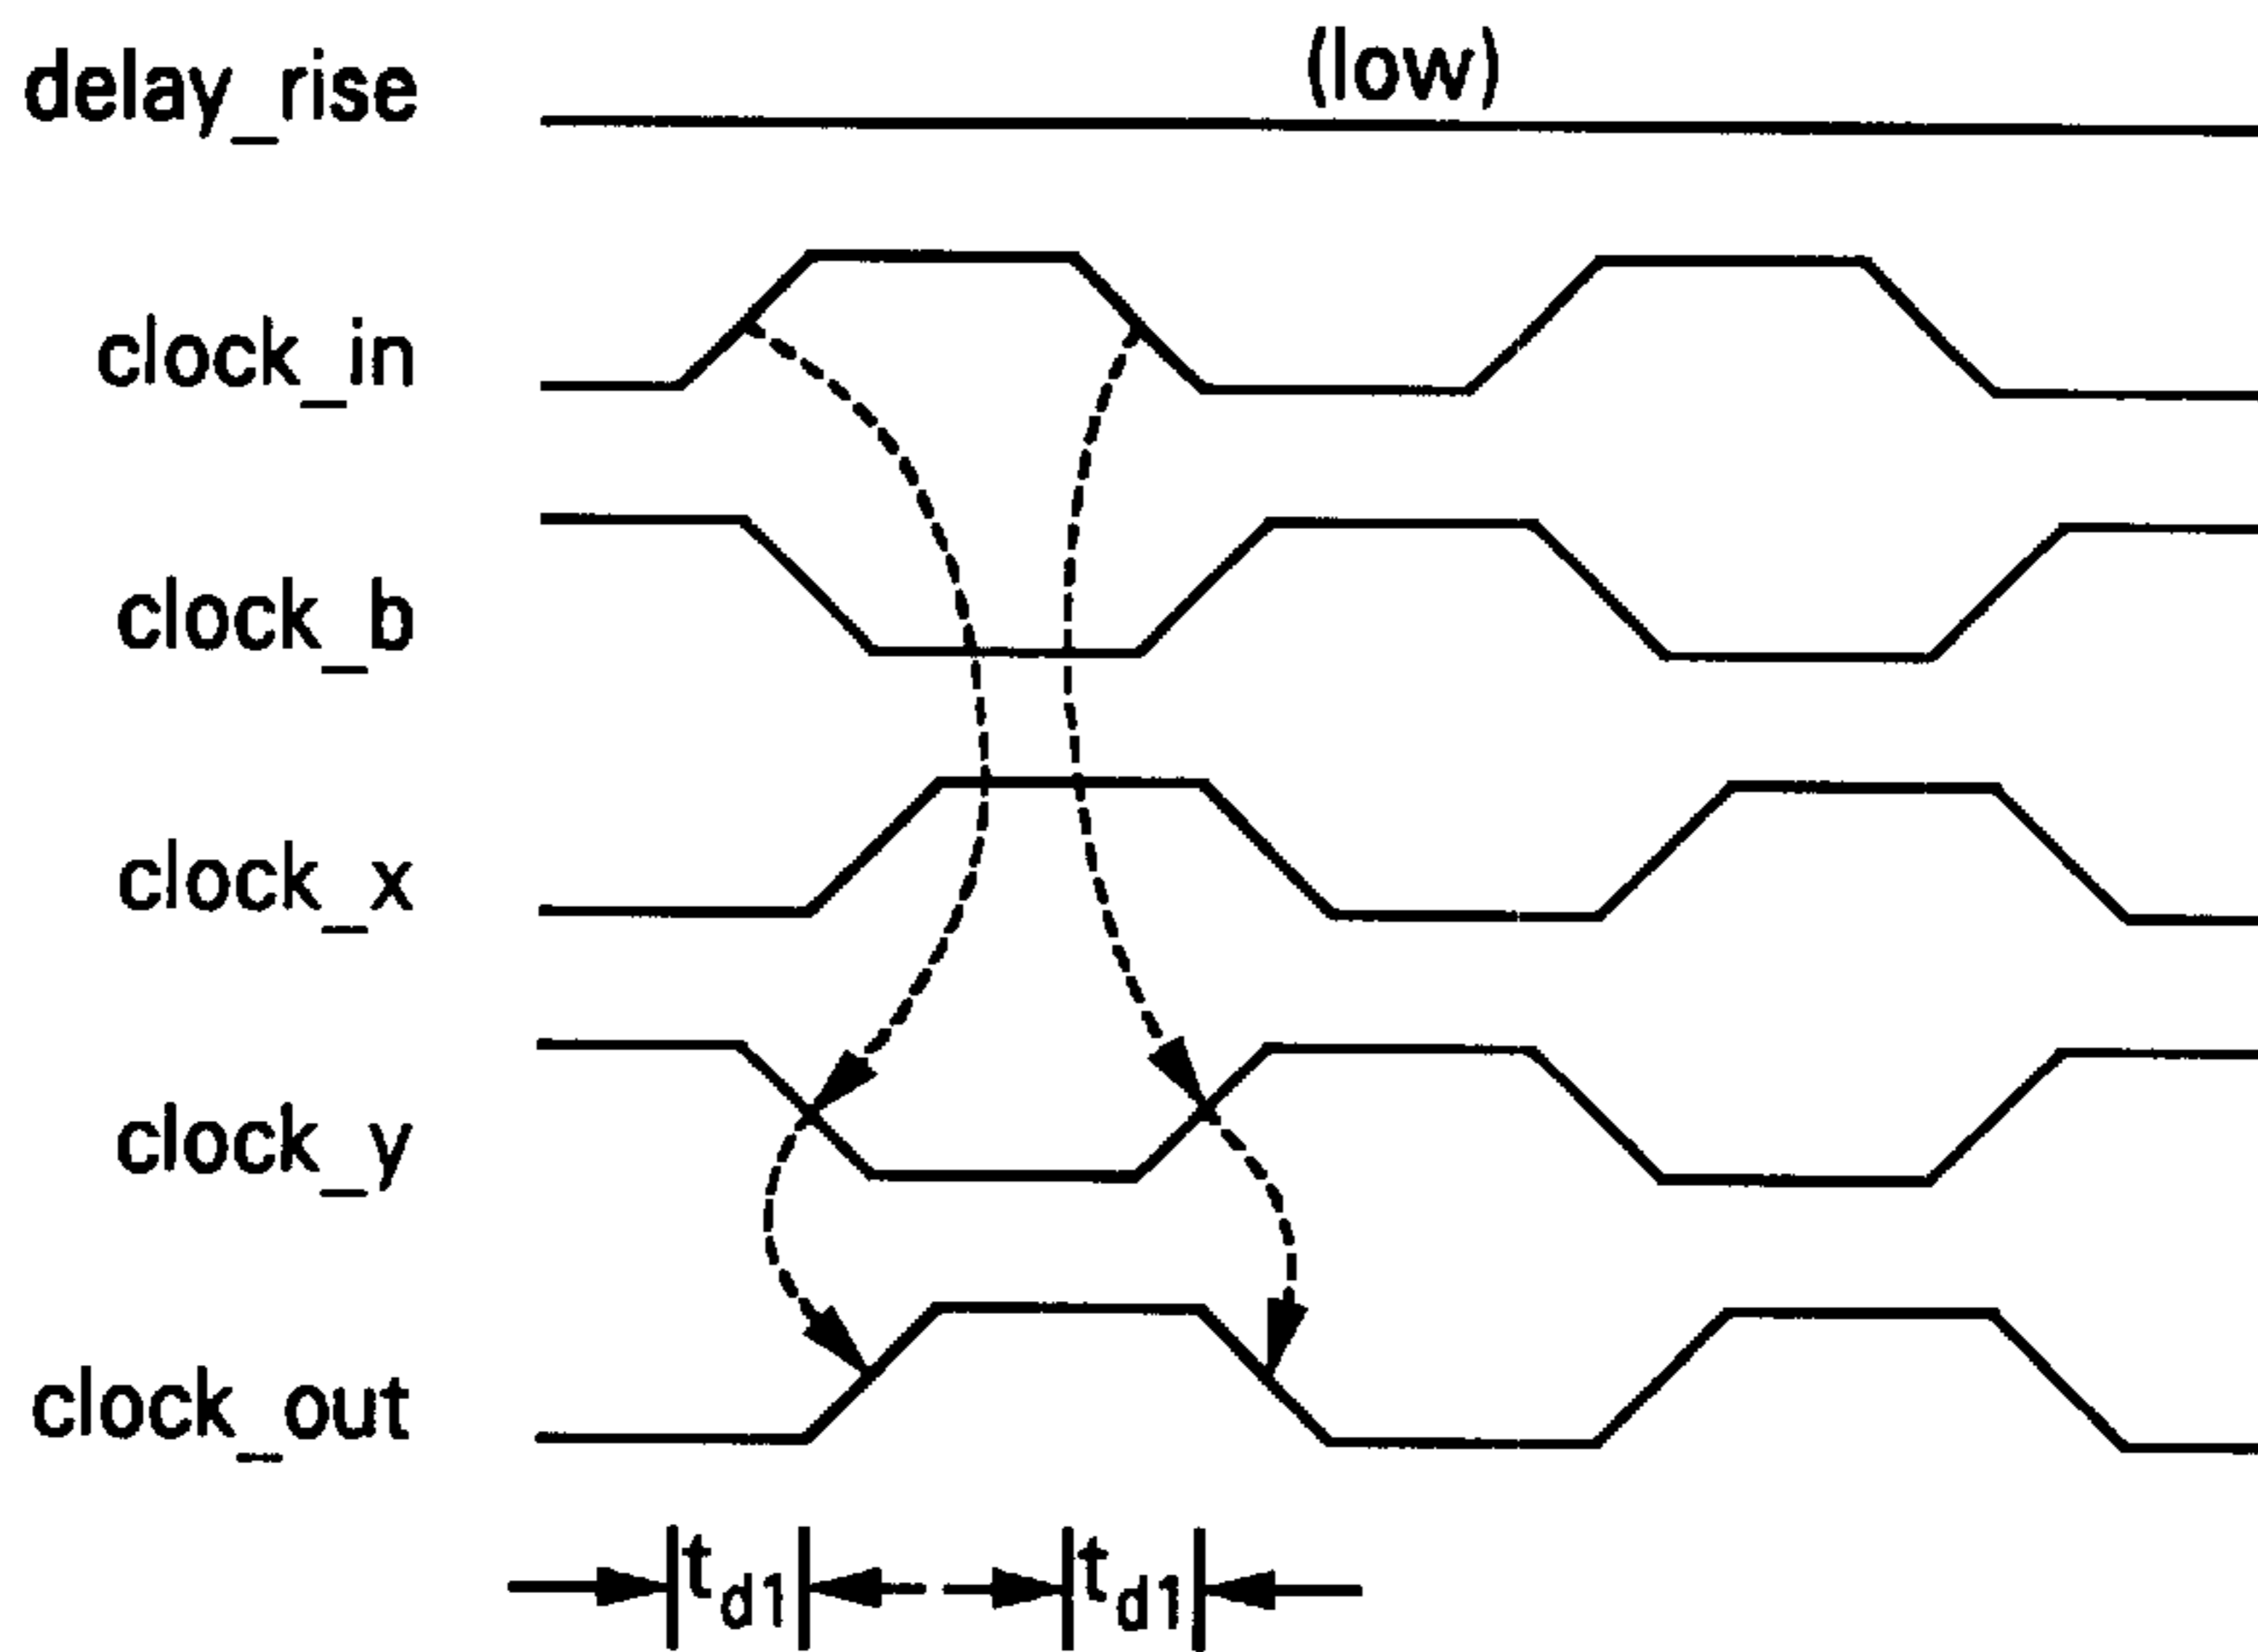 delay_rise (low)
clock_in
clock_b
clock_x
clock_y
clock_out
td1 td1